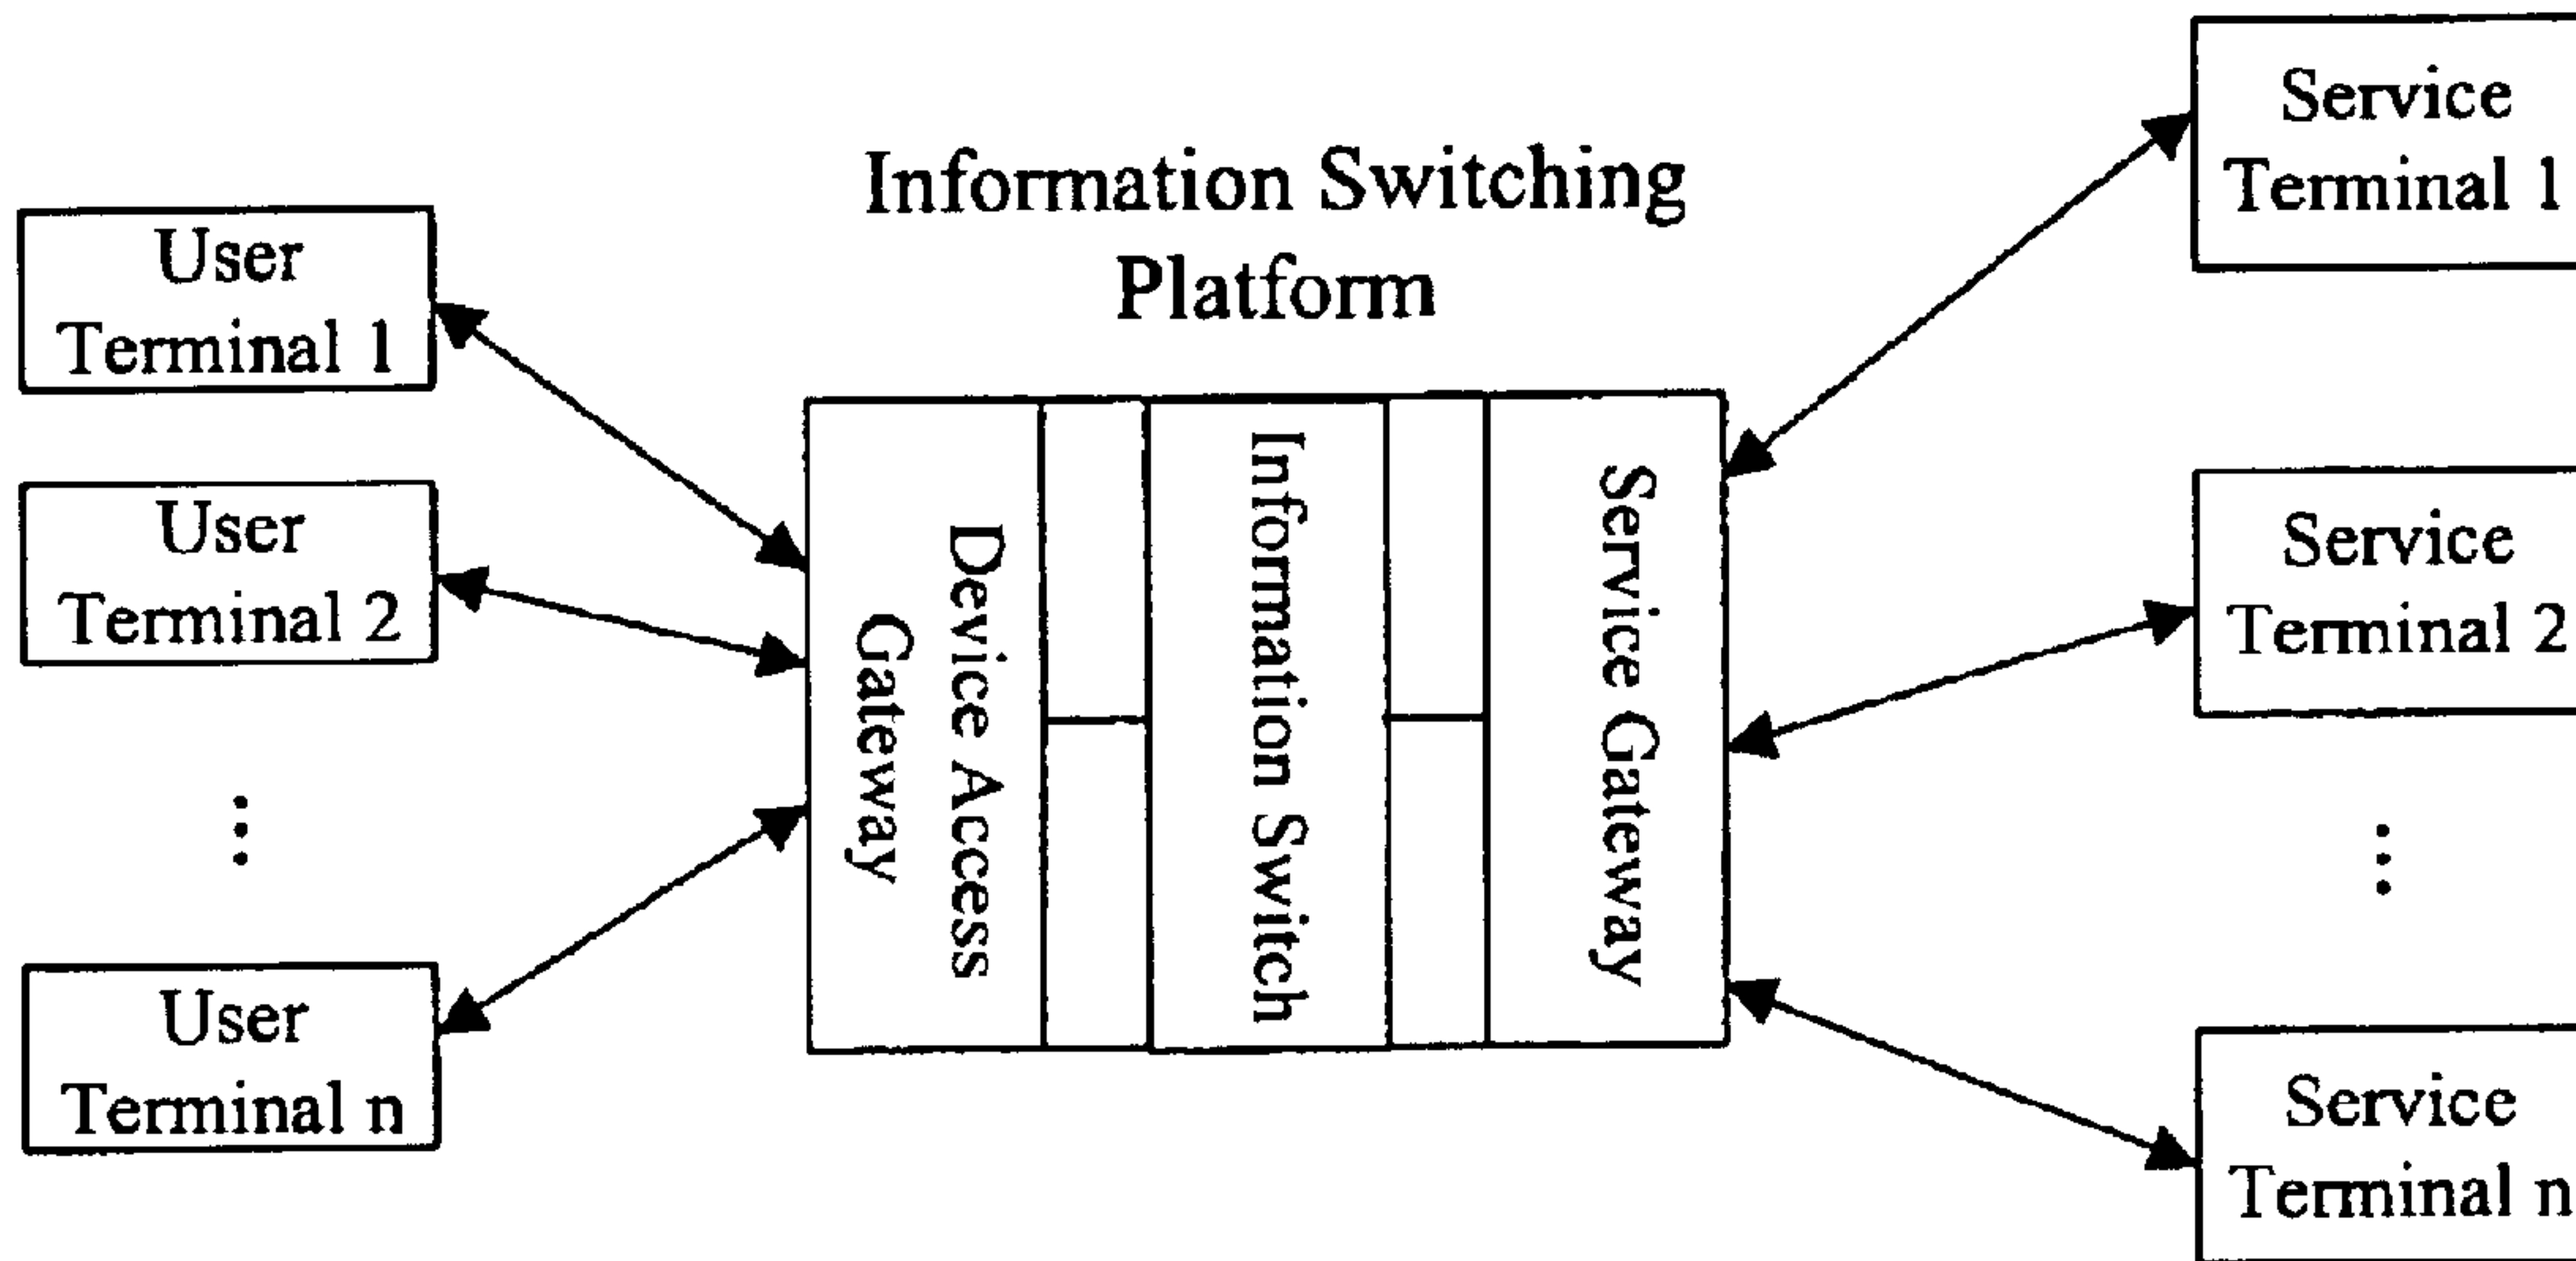 Information Switching
Platform
User
Terminal 1
User
Terminal 2
User
Terminal n
Device Access
Gateway
Information Switch
Service Gateway
Service
Terminal 1
Service
Terminal 2
Service
Terminal n